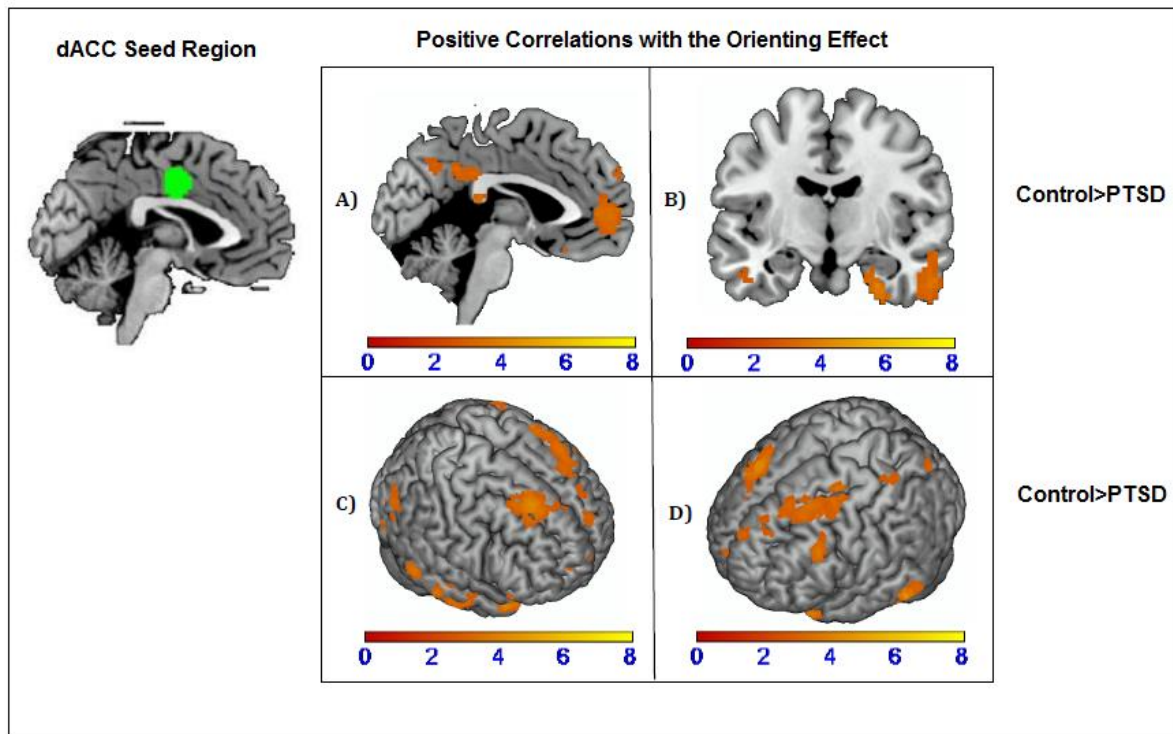 dACC Seed Region
Positive Correlations with the Orienting Effect
A)
B)
Control>PTSD
0 2 4 6 8
0 2 4 6 8
C)
D)
Control>PTSD
0 2 4 6 8
0 2 4 6 8